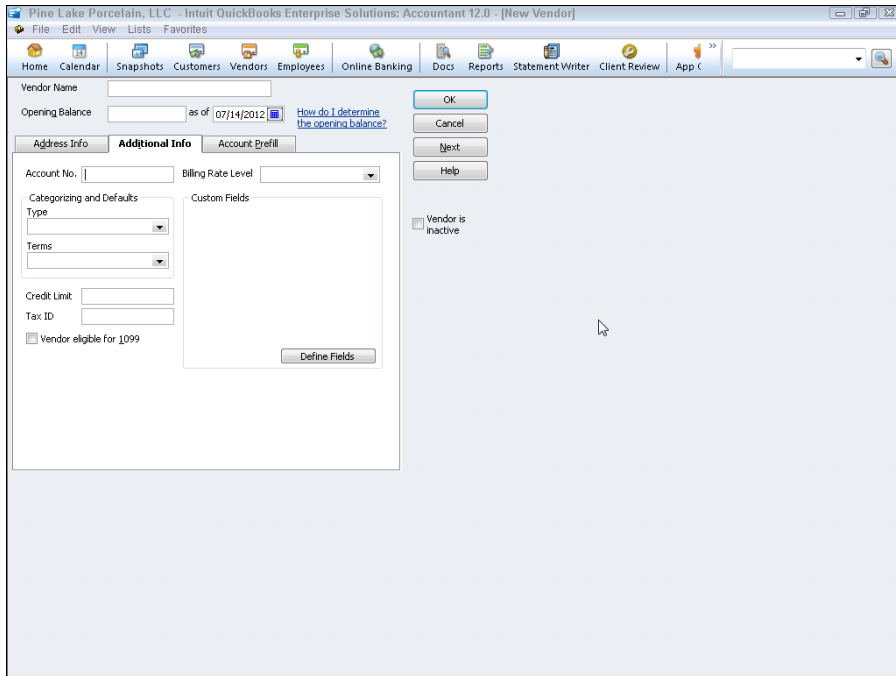 Pine Lake Porcelain, LLC - Intuit QuickBooks Enterprise Solutions: Accountant 12.0 - [New Vendor]
File Edit View Lists Favorites
14
Home Calendar Snapshots Customers Vendors Employees Online Banking Docs Reports Statement Writer Client Review App C
Vendor Name
Opening Balance as of 07/14/2012 How do I determine
the opening balance?
OK
Cancel
Next
Help
Vendor is
inactive
Address Info Additional Info Account Prefill
Account No. Billing Rate Level
Categorizing and Defaults Custom Fields
Type
Terms
Credit Limit
Tax ID
Vendor eligible for 1099
Define Fields